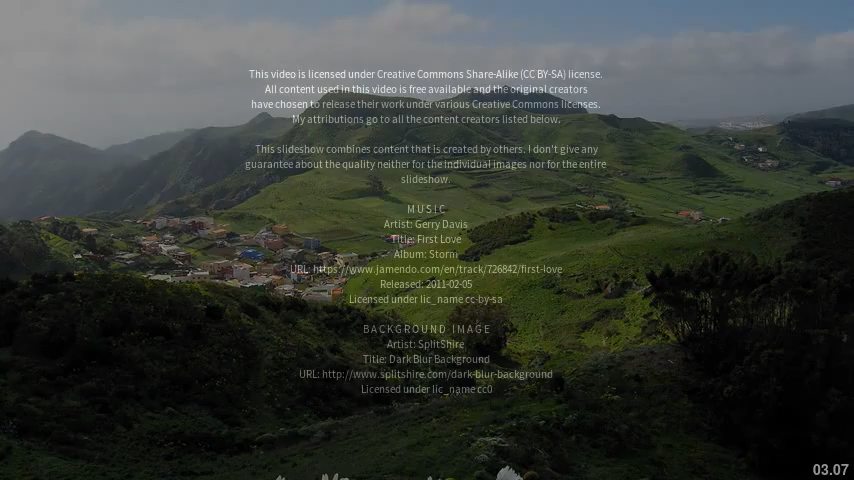 This video is licensed under Creative Commons Share-Alike (CC BY-SA) license.
All content used in this video is free available and the original creators
have chosen to release their work under various Creative Commons licenses.
My attributions go to all the content creators listed below.
This slideshow combines content that is created by others. I don't give any
guarantee about the quality neither for the individual images nor for the entire
slideshow.
MUSIC
Artist: Gerry Davis
Title: First Love
Album: Storm
URL: https://www.jamendo.com/en/track/726842/first-love
Released: 2011-02-05
Licensed under lic_name cc-by-sa
BACKGROUND IMAGE
Artist: SplitShire
Title: Dark Blur Background
URL: http://www.splitshire.com/dark-blur-background
Licensed under lic_name cc0
03.07